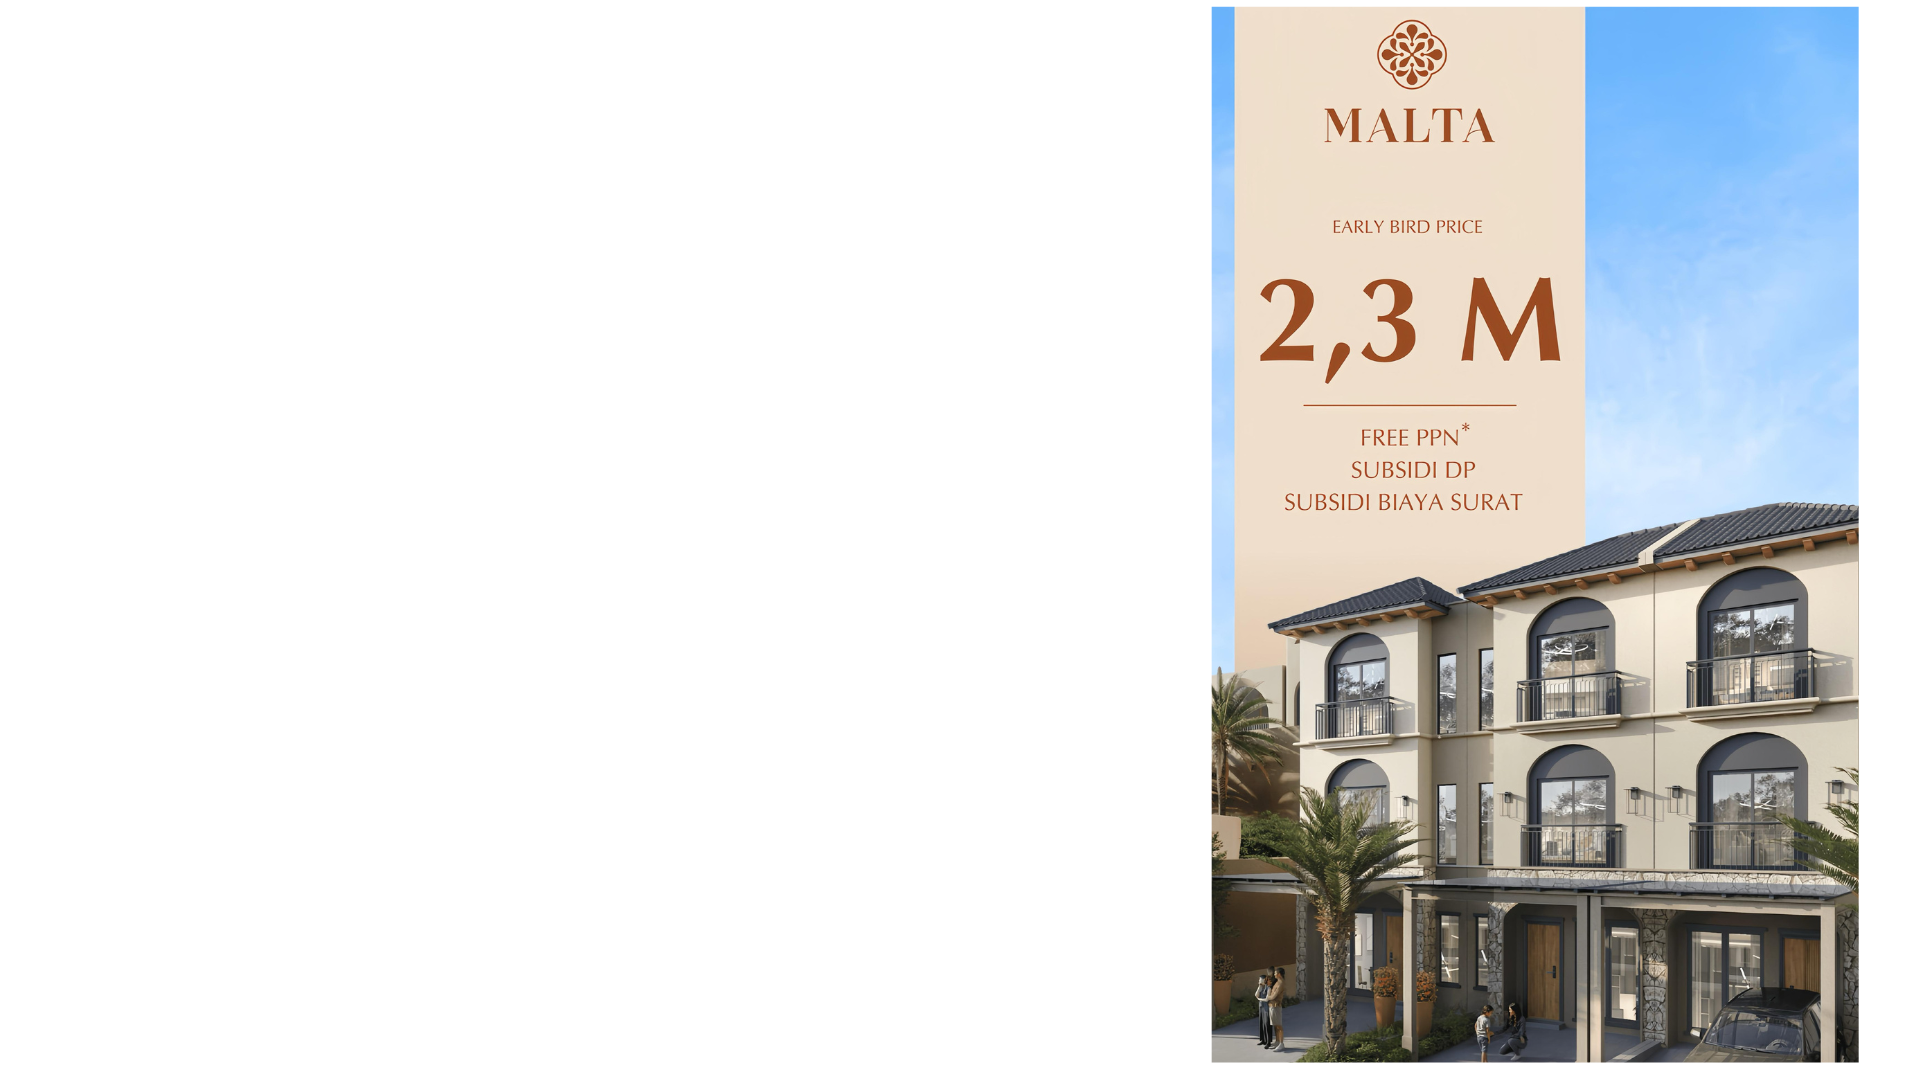 MALTA
EARLY BIRD PRICE
2,3 M
FREE PPN*
SUBSIDI DP
SUBSIDI BIAYA SURAT